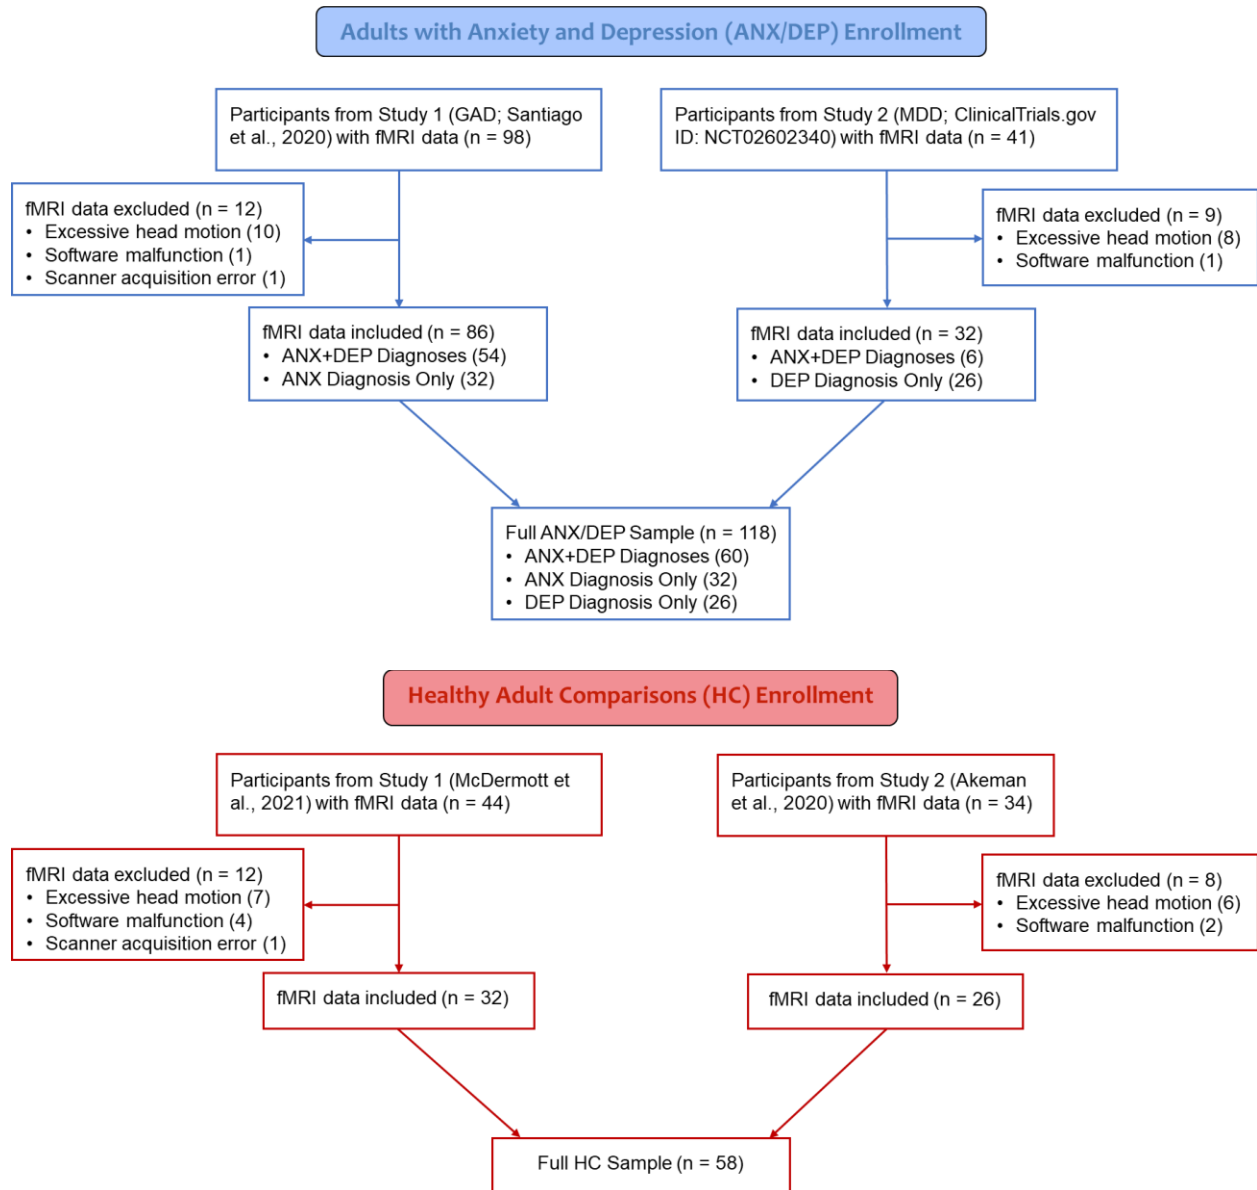 Adults with Anxiety and Depression (ANX/DEP) Enrollment
Participants from Study 1 (GAD; Santiago
et al., 2020) with fMRI data (n = 98)
Participants from Study 2 (MDD; ClinicalTrials.gov
ID: NCT02602340) with fMRI data (n = 41)
fMRI data excluded (n = 12)
• Excessive head motion (10)
• Software malfunction (1)
• Scanner acquisition error (1)
fMRI data excluded (n = 9)
• Excessive head motion (8)
• Software malfunction (1)
fMRI data included (n = 86)
• ANX+DEP Diagnoses (54)
• ANX Diagnosis Only (32)
fMRI data included (n = 32)
• ANX+DEP Diagnoses (6)
• DEP Diagnosis Only (26)
Full ANX/DEP Sample (n = 118)
• ANX+DEP Diagnoses (60)
• ANX Diagnosis Only (32)
• DEP Diagnosis Only (26)
Healthy Adult Comparisons (HC) Enrollment
Participants from Study 1 (McDermott et
al., 2021) with fMRI data (n = 44)
Participants from Study 2 (Akeman et
al., 2020) with fMRI data (n = 34)
fMRI data excluded (n = 12)
• Excessive head motion (7)
• Software malfunction (4)
• Scanner acquisition error (1)
fMRI data excluded (n = 8)
• Excessive head motion (6)
• Software malfunction (2)
fMRI data included (n = 32)
fMRI data included (n = 26)
Full HC Sample (n = 58)